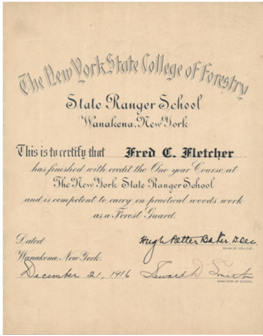 The New York State College of Forestry
State Ranger School
Wanakena, New York
This is to certify that Fred C. Fletcher
has finished with credit the One year Course at
The New York State Ranger School
and is competent to carry on practical woods work
as a Forest Guard.
Dated
Wanakena New York.
December 21, 1916
Hugh Potter Baker